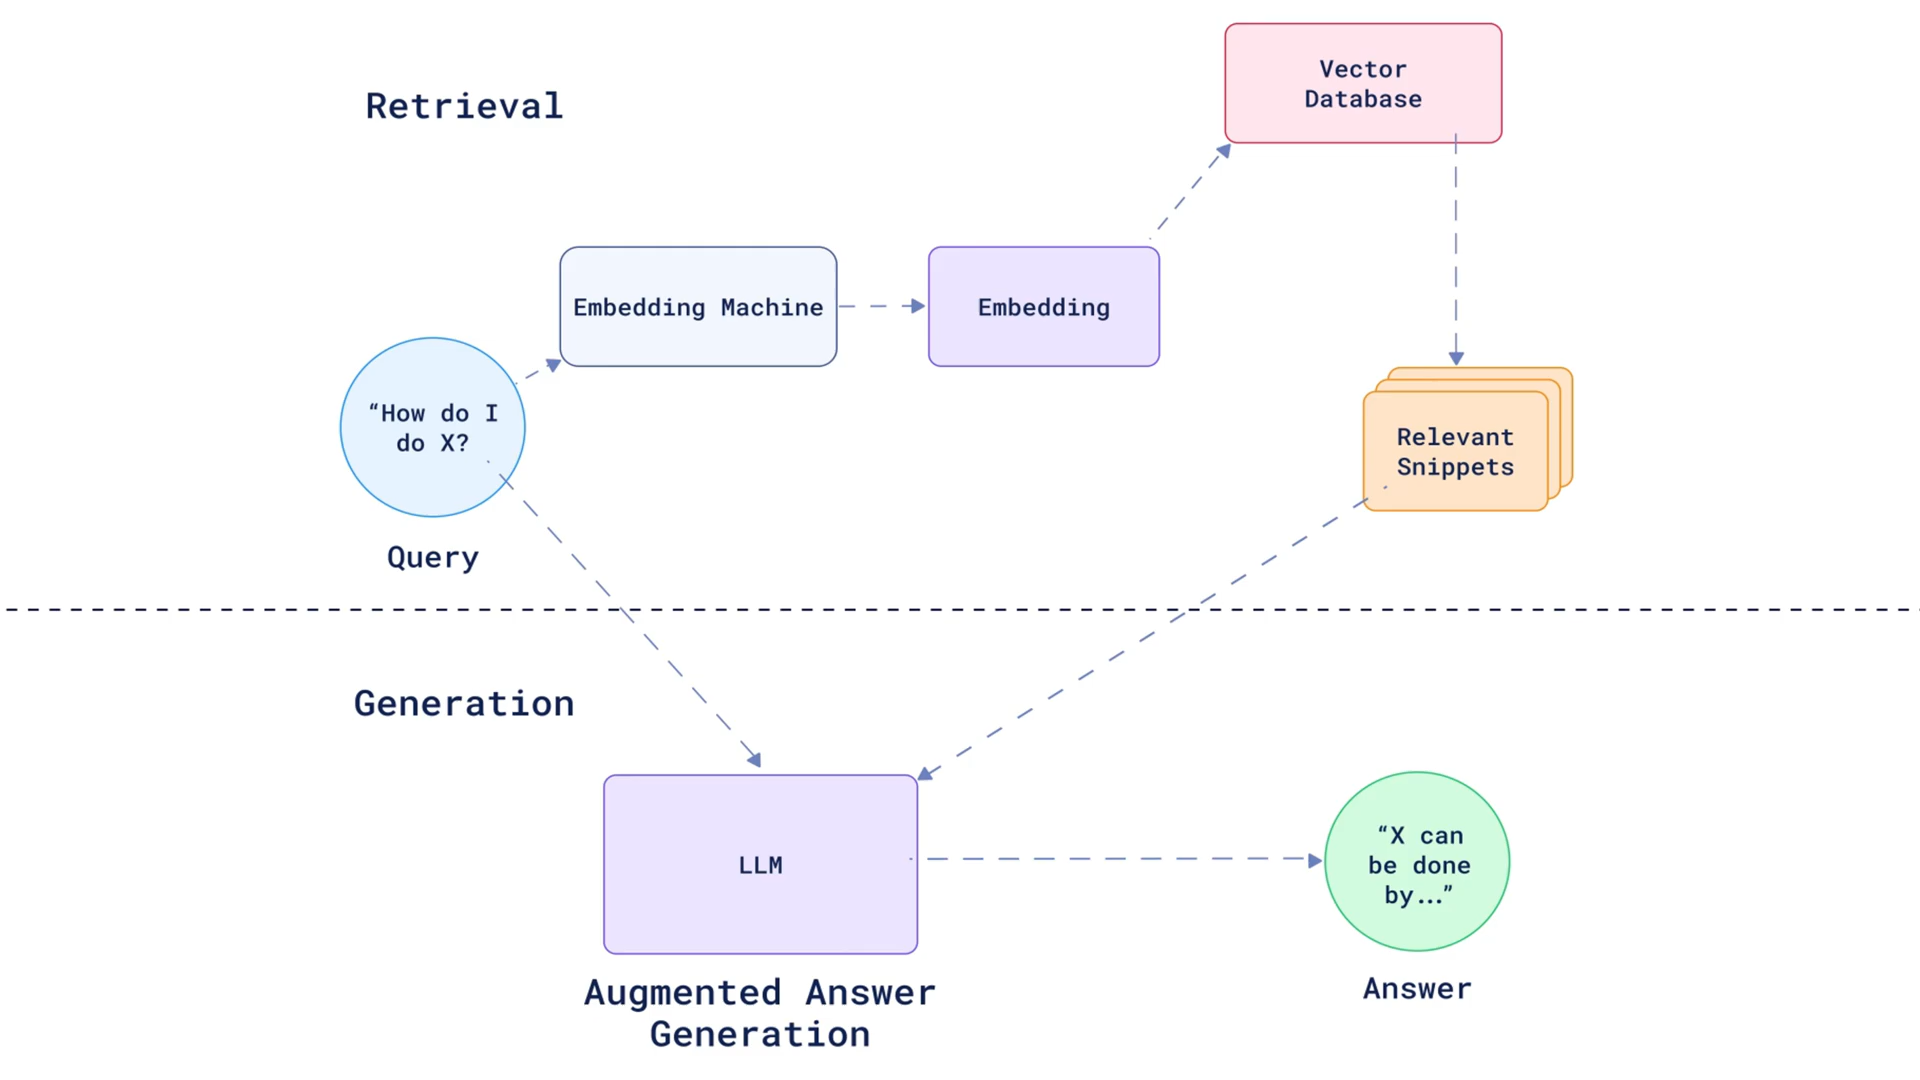 Retrieval
Vector
Database
Embedding Machine
Embedding
“How do I
do X?
Query
Relevant
Snippets
Generation
LLM
Augmented Answer
Generation
“X can
be done
by...”
Answer